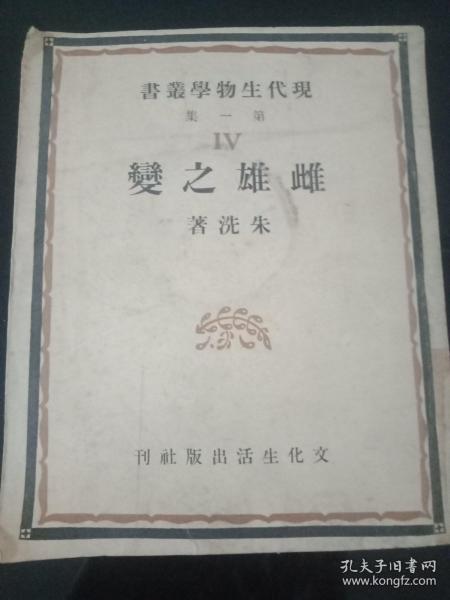 現代生物學叢書
第一集
IV
雌雄之變
朱洗著
文化生活出版社刊
孔夫子旧书网
www.kongfz.com